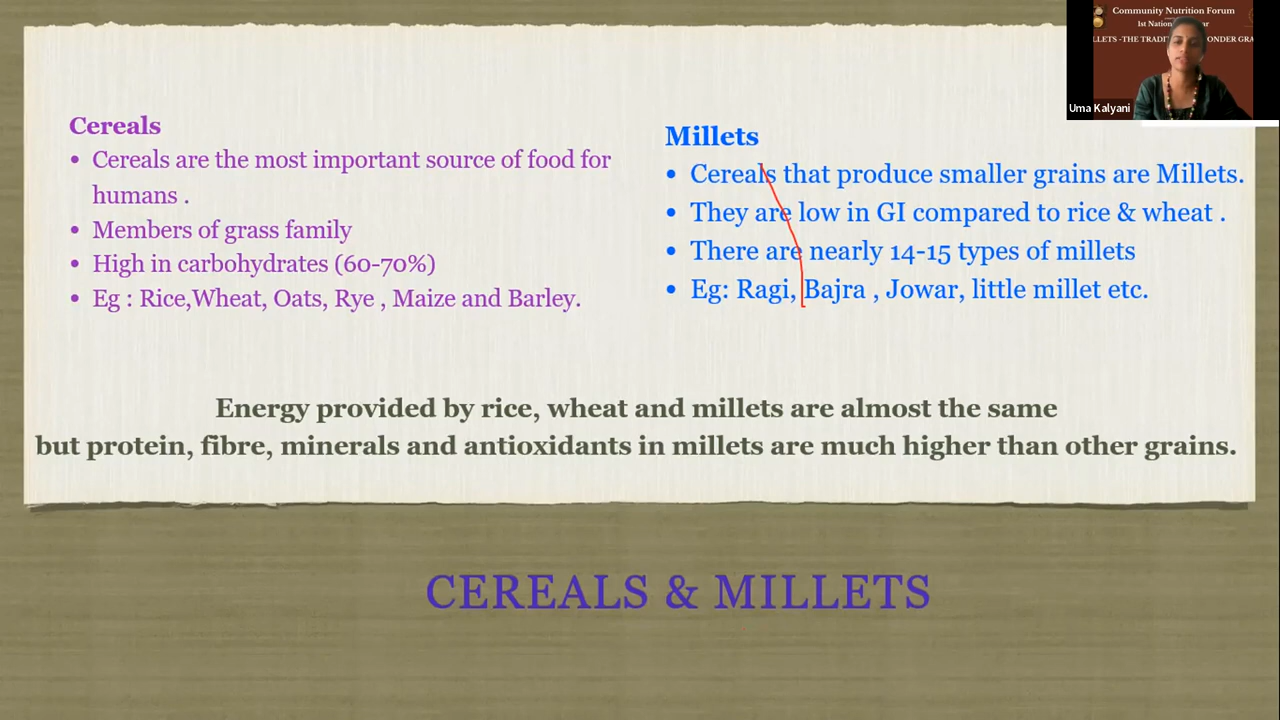 Community Nutrition Forum
1st Nation
ONDER GRA
Uma Kalyani
Cereals
• Cereals are the most important source of food for
humans .
• Members of grass family
• High in carbohydrates (60-70%)
• Eg : Rice,Wheat, Oats, Rye , Maize and Barley.
Millets
• Cereals that produce smaller grains are Millets.
• They are low in GI compared to rice & wheat .
• There are nearly 14-15 types of millets
• Eg: Ragi, Bajra , Jowar, little millet etc.
Energy provided by rice, wheat and millets are almost the same
but protein, fibre, minerals and antioxidants in millets are much higher than other grains.
CEREALS & MILLETS